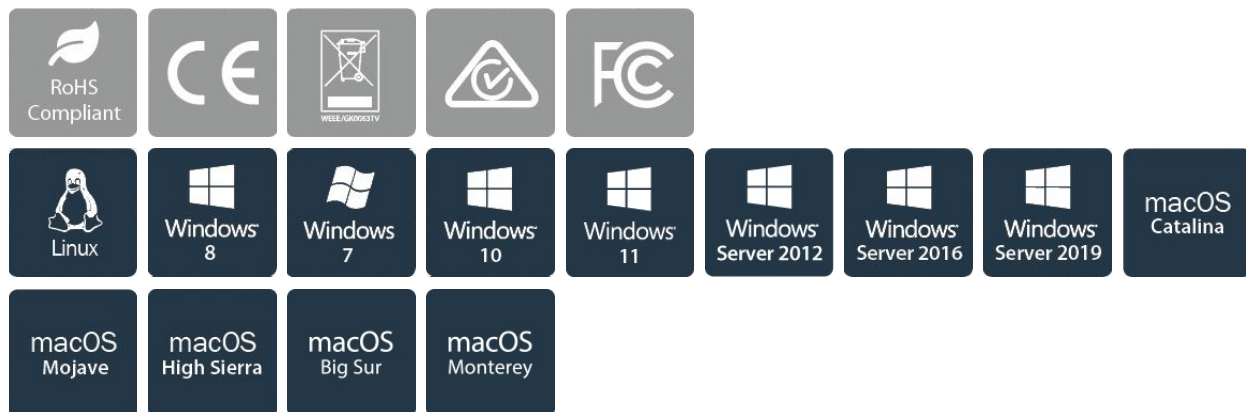 RoHS
Compliant
CE
WEEE/GK0063TV
FC
Linux
Windows
8
Windows
7
Windows
10
Windows
11
Windows
Server 2012
Windows
Server 2016
Windows
Server 2019
macOS
Catalina
macOS
Mojave
macOS
High Sierra
macOS
Big Sur
macOS
Monterey